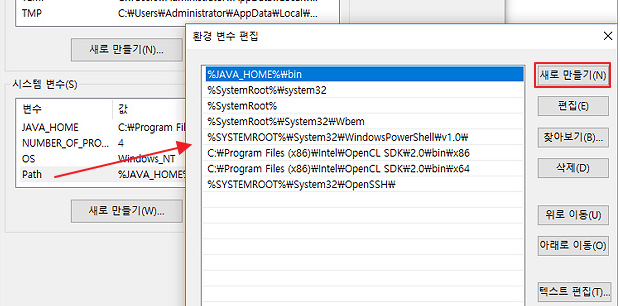 TMP C:₩Users₩Administrator₩AppData₩Local₩...
새로 만들기(N)...
시스템 변수(S)
변수 값
JAVA_HOME C:₩Program Fil
NUMBER_OF_PRO... 4
OS Windows_NT
Path %JAVA_HOME%₩
새로 만들기(W)...
환경 변수 편집
%JAVA_HOME%₩bin
%SystemRoot%₩system32
%SystemRoot%
%SystemRoot%₩System32₩Wbem
%SYSTEMROOT%₩System32₩WindowsPowerShell₩v1.0₩
C:₩Program Files (x86)₩Intel₩OpenCL SDK₩2.0₩bin₩x86
C:₩Program Files (x86)₩Intel₩OpenCL SDK₩2.0₩bin₩x64
%SYSTEMROOT%₩System32₩OpenSSH₩
새로 만들기(N)
편집(E)
찾아보기(B)...
삭제(D)
위로 이동(U)
아래로 이동(O)
텍스트 편집(T)...